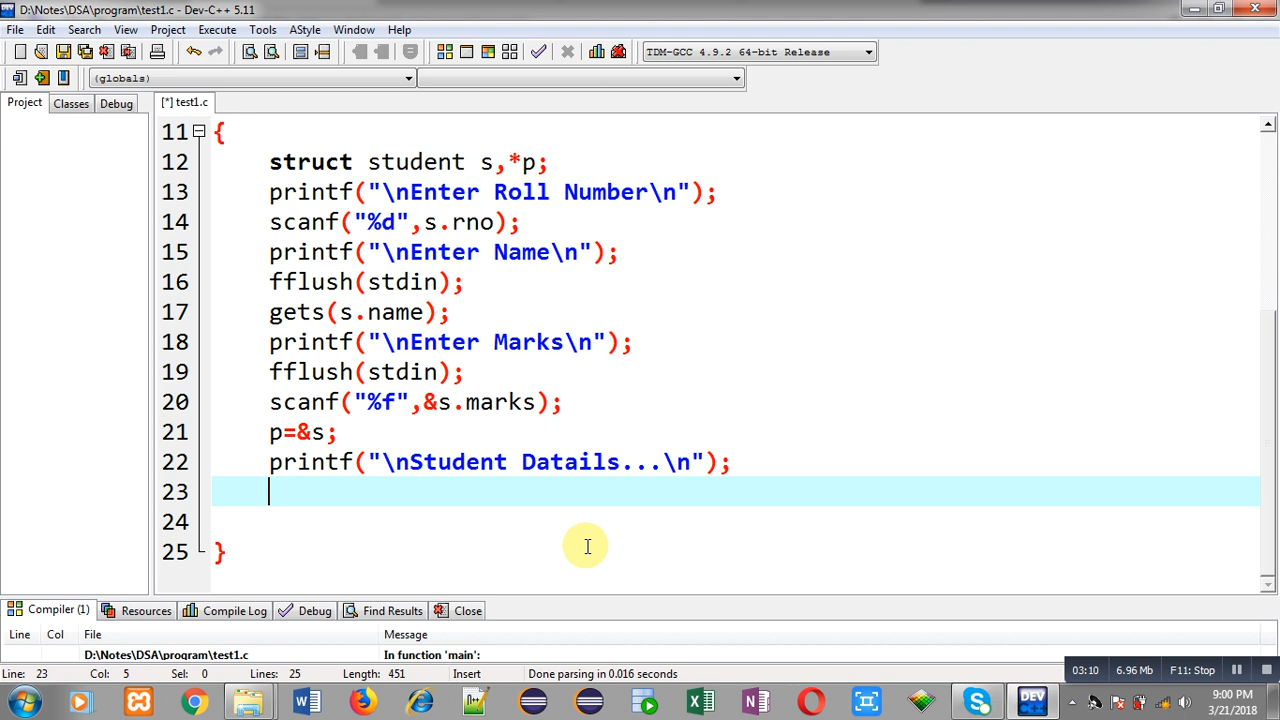 D:\Notes\DSA\program\test1.c - Dev-C++ 5.11
File Edit Search View Project Execute Tools AStyle Window Help
TDM-GCC 4.9.2 64-bit Release
(globals)
Project Classes Debug [*] test1.c
11 {
12 struct student s,*p;
13 printf("\nEnter Roll Number\n");
14 scanf("%d",s.rno);
15 printf("\nEnter Name\n");
16 fflush(stdin);
17 gets(s.name);
18 printf("\nEnter Marks\n");
19 fflush(stdin);
20 scanf("%f",&s.marks);
21 p=&s;
22 printf("\nStudent Datails...\n");
23
24
25 }
Compiler (1) Resources Compile Log Debug Find Results Close
Line Col File Message
D:\Notes\DSA\program\test1.c In function 'main':
Line: 23 Col: 5 Sel: 0 Lines: 25 Length: 451 Insert Done parsing in 0.016 seconds
03:10 6.96 Mb F11: Stop
9:00 PM
3/21/2018